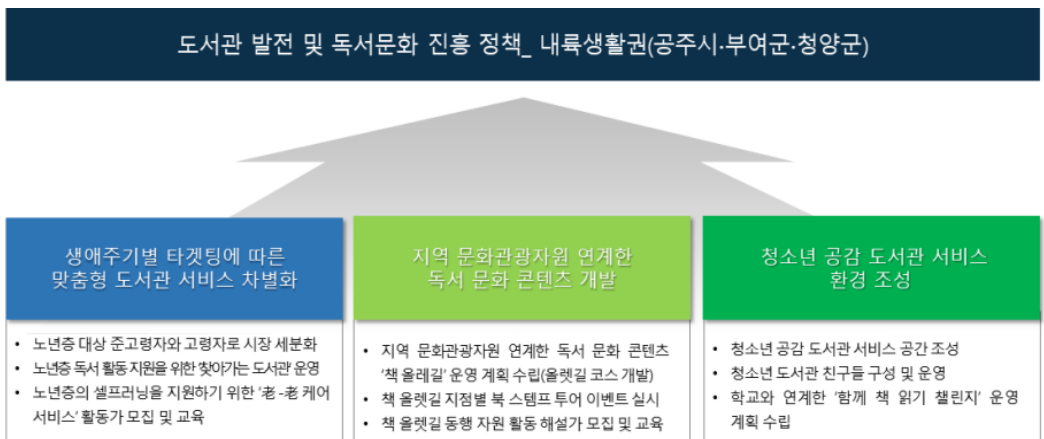 도서관 발전 및 독서문화 진흥 정책_ 내륙생활권(공주시·부여군·청양군)
생애주기별 타겟팅에 따른
맞춤형 도서관 서비스 차별화
• 노년층 대상 준고령자와 고령자로 시장 세분화
• 노년층 독서 활동 지원을 위한 '찾아가는 도서관' 운영
• 노년층의 셀프러닝을 지원하기 위한 '老-老 케어
서비스' 활동가 모집 및 교육
지역 문화관광자원 연계한
독서 문화 콘텐츠 개발
• 지역 문화관광자원 연계한 독서 문화 콘텐츠
'책 올레길' 운영 계획 수립(올렛길 코스 개발)
• 책 올렛길 지점별 북 스템프 투어 이벤트 실시
• 책 올렛길 동행 자원 활동 해설가 모집 및 교육
청소년 공감 도서관 서비스
환경 조성
• 청소년 공감 도서관 서비스 공간 조성
• 청소년 도서관 친구들 구성 및 운영
• 학교와 연계한 '함께 책 읽기 챌린지' 운영
계획 수립